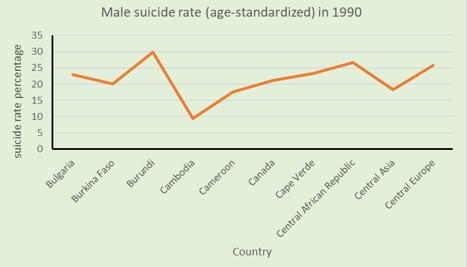 Male suicide rate (age-standardized) in 1990
suicide rate percentage
35
30
25
20
15
10
5
0
Bulgaria
Burkina Faso
Burundi
Cambodia
Cameroon
Canada
Cape Verde
Central African Republic
Central Asia
Central Europe
Country